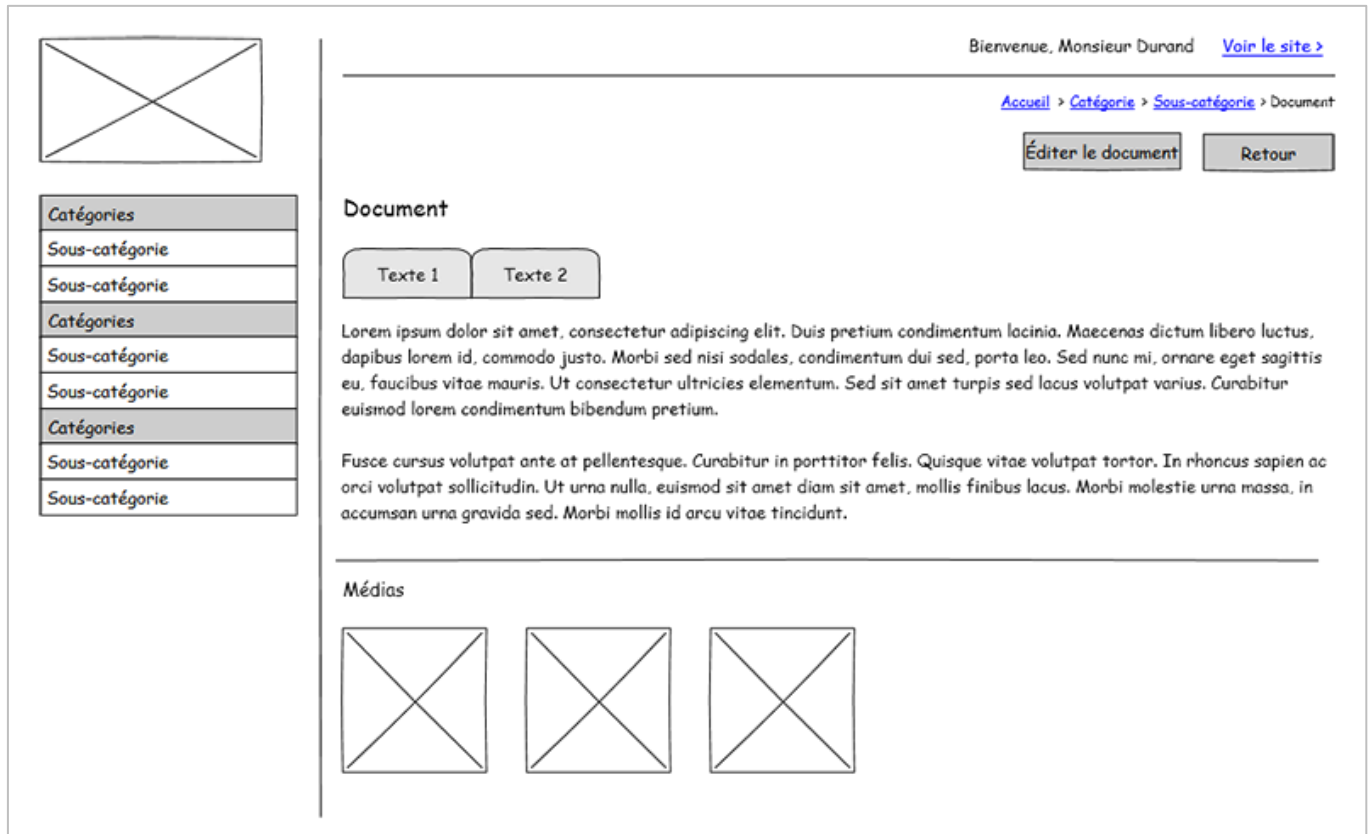 Bienvenue, Monsieur Durand Voir le site >
Accueil > Catégorie > Sous-catégorie > Document
Éditer le document Retour
Catégories
Sous-catégorie
Sous-catégorie
Catégories
Sous-catégorie
Sous-catégorie
Catégories
Sous-catégorie
Sous-catégorie
Document
Texte 1 Texte 2
Lorem ipsum dolor sit amet, consectetur adipiscing elit. Duis pretium condimentum lacinia. Maecenas dictum libero luctus,
dapibus lorem id, commodo justo. Morbi sed nisi sodales, condimentum dui sed, porta leo. Sed nunc mi, ornare eget sagittis
eu, faucibus vitae mauris. Ut consectetur ultricies elementum. Sed sit amet turpis sed lacus volutpat varius. Curabitur
euismod lorem condimentum bibendum pretium.
Fusce cursus volutpat ante at pellentesque. Curabitur in porttitor felis. Quisque vitae volutpat tortor. In rhoncus sapien ac
orci volutpat sollicitudin. Ut urna nulla, euismod sit amet diam sit amet, mollis finibus lacus. Morbi molestie urna massa, in
accumsan urna gravida sed. Morbi mollis id arcu vitae tincidunt.
Médias